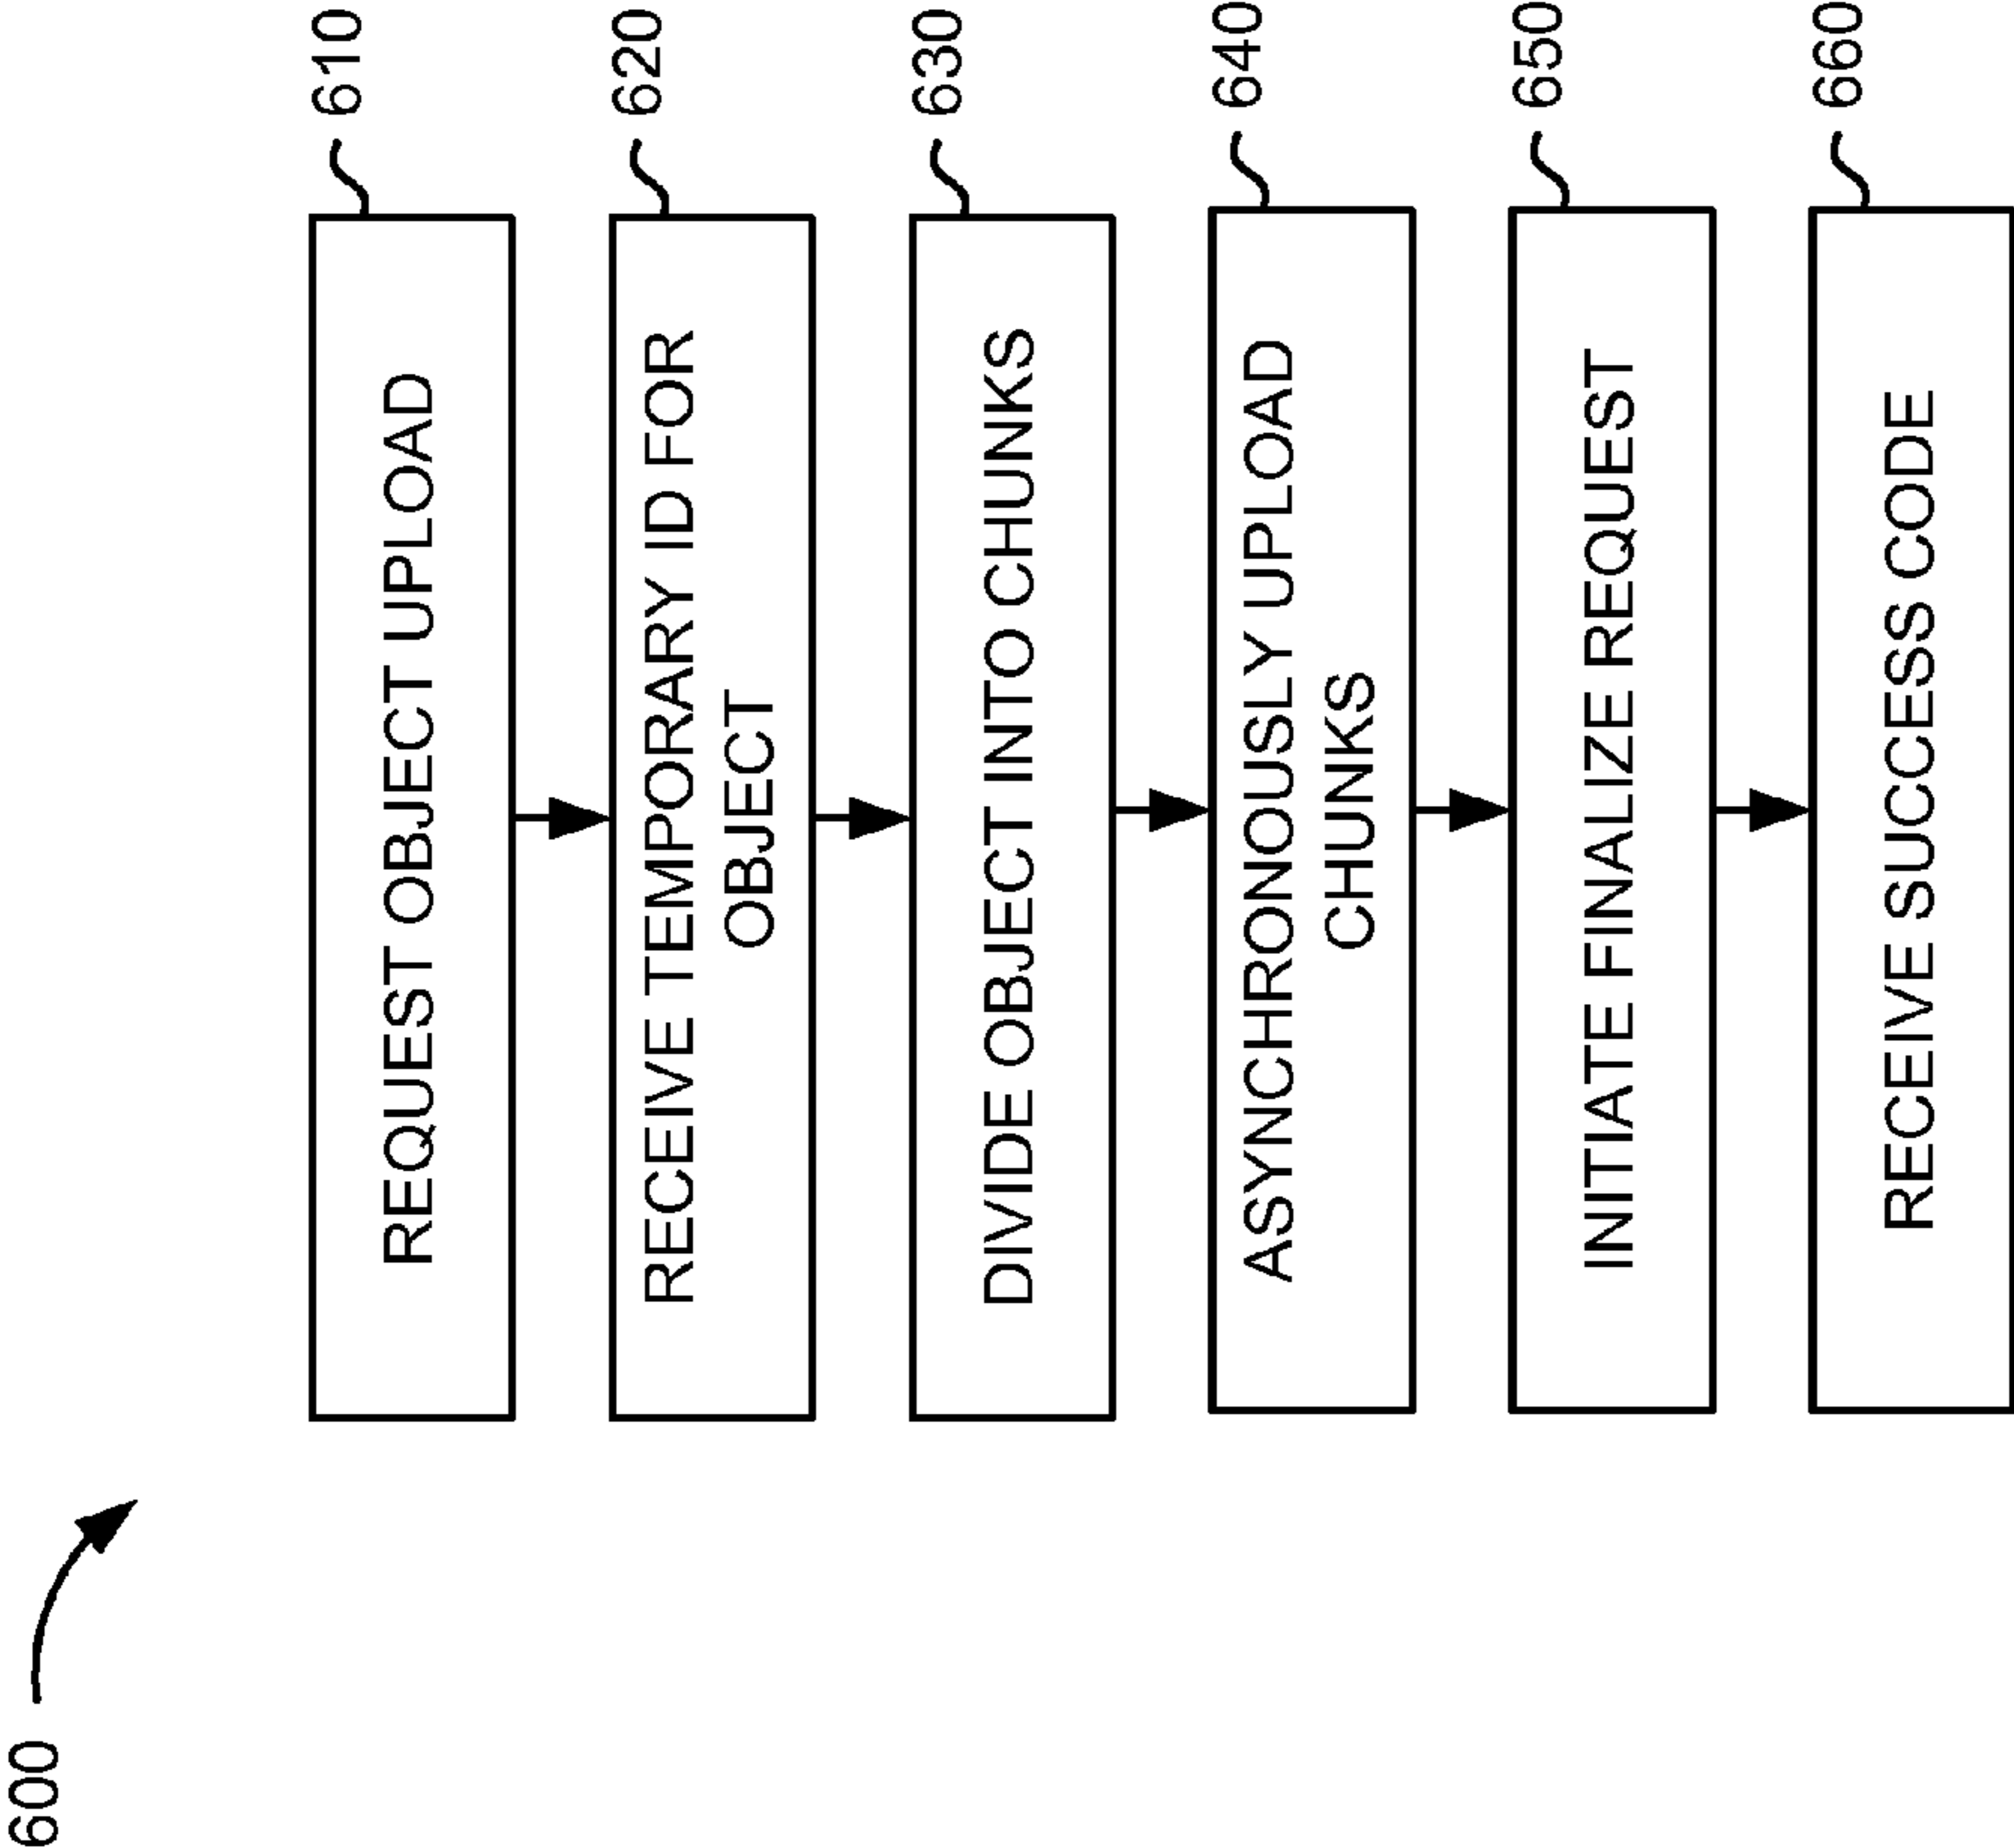 600
610
REQUEST OBJECT UPLOAD
620
RECEIVE TEMPORARY ID FOR
OBJECT
630
DIVIDE OBJECT INTO CHUNKS
640
ASYNCHRONOUSLY UPLOAD
CHUNKS
650
INITIATE FINALIZE REQUEST
660
RECEIVE SUCCESS CODE